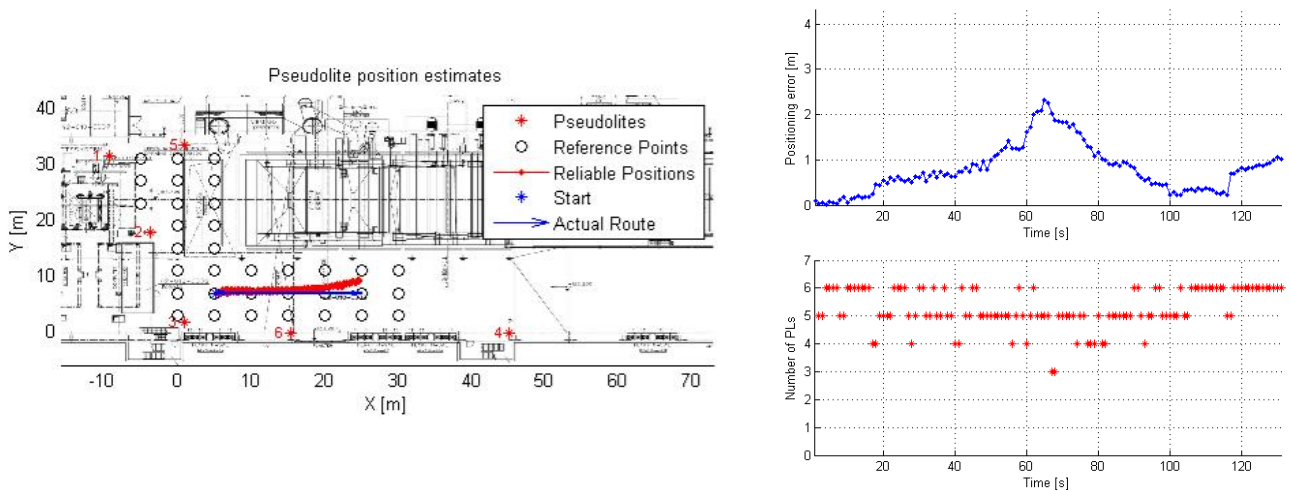 Pseudolite position estimates
Y [m]
40
30
20
10
0
1
5
2
3
6
4
Pseudolites
Reference Points
Reliable Positions
Start
Actual Route
-10 0 10 20 30 40 50 60 70
X [m]
Positioning error [m]
4
3
2
1
0
20 40 60 80 100 120
Time [s]
Number of PLs
7
6
5
4
3
2
1
0
20 40 60 80 100 120
Time [s]